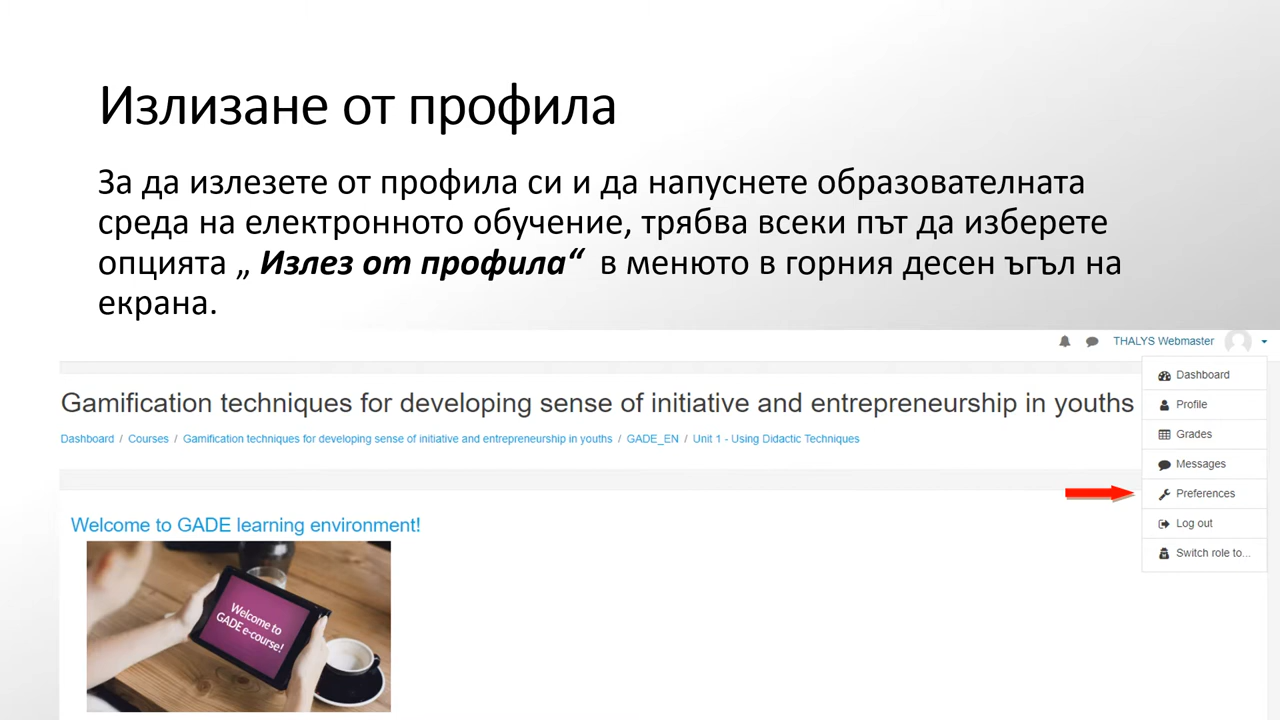 Излизане от профила
За да излезете от профила си и да напуснете образователната
среда на електронното обучение, трябва всеки път да изберете
опцията „ Излез от профила“ в менюто в горния десен ъгъл на
екрана.
THALYS Webmaster
Dashboard
Profile
Grades
Messages
Preferences
Log out
Switch role to...
Gamification techniques for developing sense of initiative and entrepreneurship in youths
Dashboard / Courses / Gamification techniques for developing sense of initiative and entrepreneurship in youths / GADE_EN / Unit 1 - Using Didactic Techniques
Welcome to GADE learning environment!
Welcome to
GADE e-course!